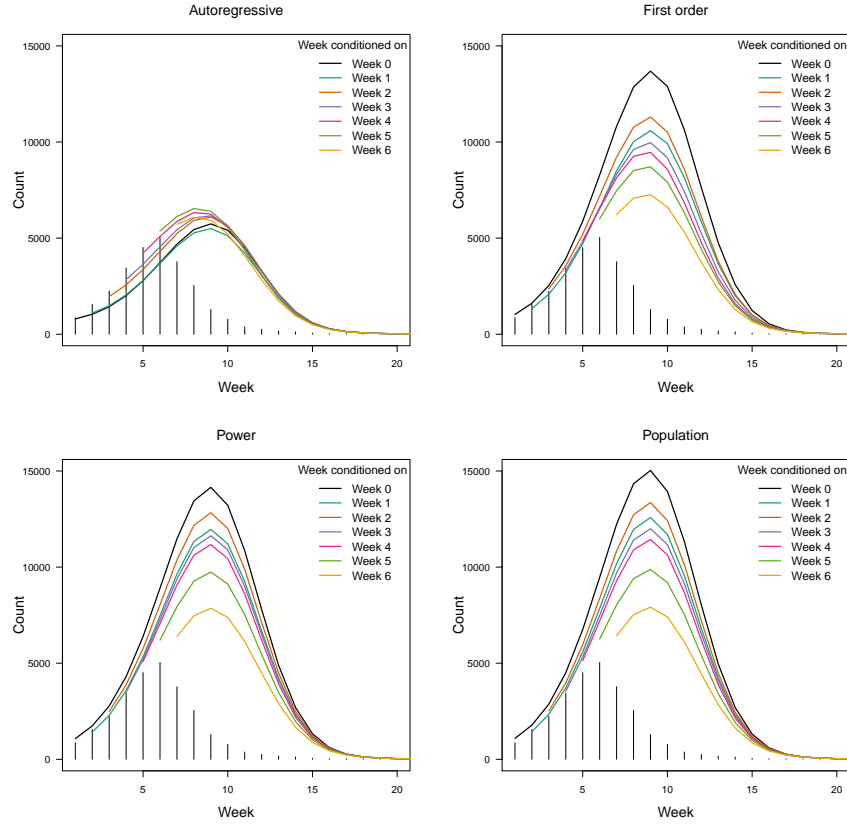 Autoregressive
Week conditioned on
Week 0
Week 1
Week 2
Week 3
Week 4
Week 5
Week 6
15000
10000
5000
0
Count
5 10 15 20
Week
First order
Week conditioned on
Week 0
Week 1
Week 2
Week 3
Week 4
Week 5
Week 6
15000
10000
5000
0
Count
5 10 15 20
Week
Power
Week conditioned on
Week 0
Week 1
Week 2
Week 3
Week 4
Week 5
Week 6
15000
10000
5000
0
Count
5 10 15 20
Week
Population
Week conditioned on
Week 0
Week 1
Week 2
Week 3
Week 4
Week 5
Week 6
15000
10000
5000
0
Count
5 10 15 20
Week